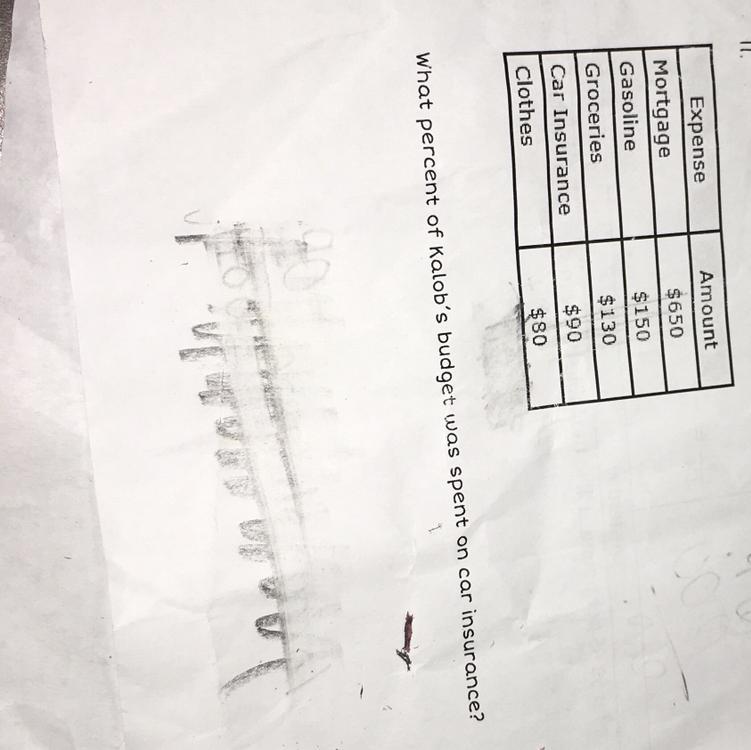 11.
Expense Amount
Mortgage $650
Gasoline $150
Groceries $130
Car Insurance $90
Clothes $80
What percent of Kalob's budget was spent on car insurance?
90